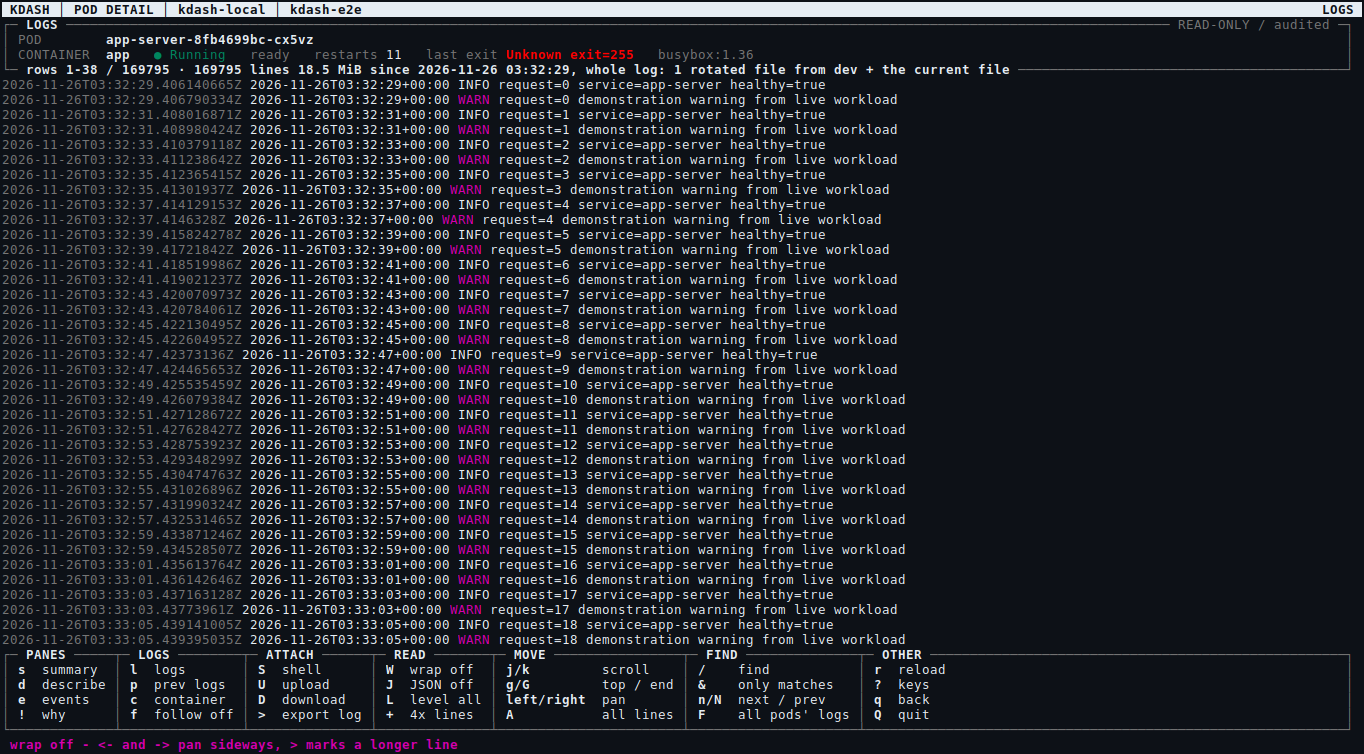 KDASH │ POD DETAIL │ kdash-local │ kdash-e2e LOGS
LOGS READ-ONLY / audited
POD app-server-8fb4699bc-cx5vz
CONTAINER app ● Running ready restarts 11 last exit Unknown exit=255 busybox:1.36
rows 1-38 / 169795 · 169795 lines 18.5 MiB since 2026-11-26 03:32:29, whole log: 1 rotated file from dev + the current file
2026-11-26T03:32:29.406140665Z 2026-11-26T03:32:29+00:00 INFO request=0 service=app-server healthy=true
2026-11-26T03:32:29.406790334Z 2026-11-26T03:32:29+00:00 WARN request=0 demonstration warning from live workload
2026-11-26T03:32:31.408016871Z 2026-11-26T03:32:31+00:00 INFO request=1 service=app-server healthy=true
2026-11-26T03:32:31.408980424Z 2026-11-26T03:32:31+00:00 WARN request=1 demonstration warning from live workload
2026-11-26T03:32:33.410379118Z 2026-11-26T03:32:33+00:00 INFO request=2 service=app-server healthy=true
2026-11-26T03:32:33.411238642Z 2026-11-26T03:32:33+00:00 WARN request=2 demonstration warning from live workload
2026-11-26T03:32:35.412365415Z 2026-11-26T03:32:35+00:00 INFO request=3 service=app-server healthy=true
2026-11-26T03:32:35.41301937Z 2026-11-26T03:32:35+00:00 WARN request=3 demonstration warning from live workload
2026-11-26T03:32:37.414129153Z 2026-11-26T03:32:37+00:00 INFO request=4 service=app-server healthy=true
2026-11-26T03:32:37.4146328Z 2026-11-26T03:32:37+00:00 WARN request=4 demonstration warning from live workload
2026-11-26T03:32:39.415824278Z 2026-11-26T03:32:39+00:00 INFO request=5 service=app-server healthy=true
2026-11-26T03:32:39.41721842Z 2026-11-26T03:32:39+00:00 WARN request=5 demonstration warning from live workload
2026-11-26T03:32:41.418519986Z 2026-11-26T03:32:41+00:00 INFO request=6 service=app-server healthy=true
2026-11-26T03:32:41.419021237Z 2026-11-26T03:32:41+00:00 WARN request=6 demonstration warning from live workload
2026-11-26T03:32:43.420070973Z 2026-11-26T03:32:43+00:00 INFO request=7 service=app-server healthy=true
2026-11-26T03:32:43.420784061Z 2026-11-26T03:32:43+00:00 WARN request=7 demonstration warning from live workload
2026-11-26T03:32:45.422130495Z 2026-11-26T03:32:45+00:00 INFO request=8 service=app-server healthy=true
2026-11-26T03:32:45.422604952Z 2026-11-26T03:32:45+00:00 WARN request=8 demonstration warning from live workload
2026-11-26T03:32:47.42373136Z 2026-11-26T03:32:47+00:00 INFO request=9 service=app-server healthy=true
2026-11-26T03:32:47.424465653Z 2026-11-26T03:32:47+00:00 WARN request=9 demonstration warning from live workload
2026-11-26T03:32:49.425535459Z 2026-11-26T03:32:49+00:00 INFO request=10 service=app-server healthy=true
2026-11-26T03:32:49.426079384Z 2026-11-26T03:32:49+00:00 WARN request=10 demonstration warning from live workload
2026-11-26T03:32:51.427128672Z 2026-11-26T03:32:51+00:00 INFO request=11 service=app-server healthy=true
2026-11-26T03:32:51.427628411Z 2026-11-26T03:32:51+00:00 WARN request=11 demonstration warning from live workload
2026-11-26T03:32:53.428753923Z 2026-11-26T03:32:53+00:00 INFO request=12 service=app-server healthy=true
2026-11-26T03:32:53.429348299Z 2026-11-26T03:32:53+00:00 WARN request=12 demonstration warning from live workload
2026-11-26T03:32:55.430474763Z 2026-11-26T03:32:55+00:00 INFO request=13 service=app-server healthy=true
2026-11-26T03:32:55.431026896Z 2026-11-26T03:32:55+00:00 WARN request=13 demonstration warning from live workload
2026-11-26T03:32:57.431990324Z 2026-11-26T03:32:57+00:00 INFO request=14 service=app-server healthy=true
2026-11-26T03:32:57.432531465Z 2026-11-26T03:32:57+00:00 WARN request=14 demonstration warning from live workload
2026-11-26T03:32:59.433871246Z 2026-11-26T03:32:59+00:00 INFO request=15 service=app-server healthy=true
2026-11-26T03:32:59.434528507Z 2026-11-26T03:32:59+00:00 WARN request=15 demonstration warning from live workload
2026-11-26T03:33:01.435613764Z 2026-11-26T03:33:01+00:00 INFO request=16 service=app-server healthy=true
2026-11-26T03:33:01.436142646Z 2026-11-26T03:33:01+00:00 WARN request=16 demonstration warning from live workload
2026-11-26T03:33:03.437163128Z 2026-11-26T03:33:03+00:00 INFO request=17 service=app-server healthy=true
2026-11-26T03:33:03.43773961Z 2026-11-26T03:33:03+00:00 WARN request=17 demonstration warning from live workload
2026-11-26T03:33:05.439141005Z 2026-11-26T03:33:05+00:00 INFO request=18 service=app-server healthy=true
2026-11-26T03:33:05.439395035Z 2026-11-26T03:33:05+00:00 WARN request=18 demonstration warning from live workload
PANES LOGS ATTACH READ MOVE FIND OTHER
s summary l logs S shell W wrap off j/k scroll / find r reload
d describe p prev logs U upload J JSON off g/G top / end & only matches ? keys
e events c container D download L level all left/right pan n/N next / prev q back
! why f follow off > export log + 4x lines A all lines F all pods' logs Q quit
wrap off - <- and -> pan sideways, > marks a longer line